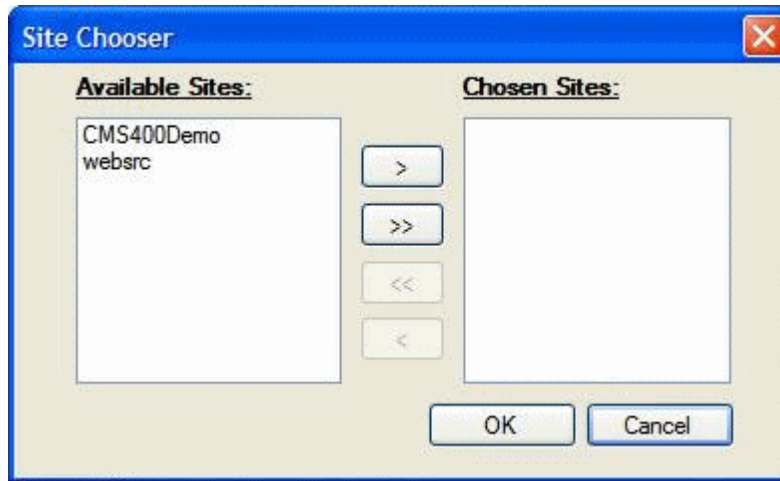 Site Chooser
Available Sites:
Chosen Sites:
CMS400Demo
websrc
>
>>
<<
<
OK
Cancel